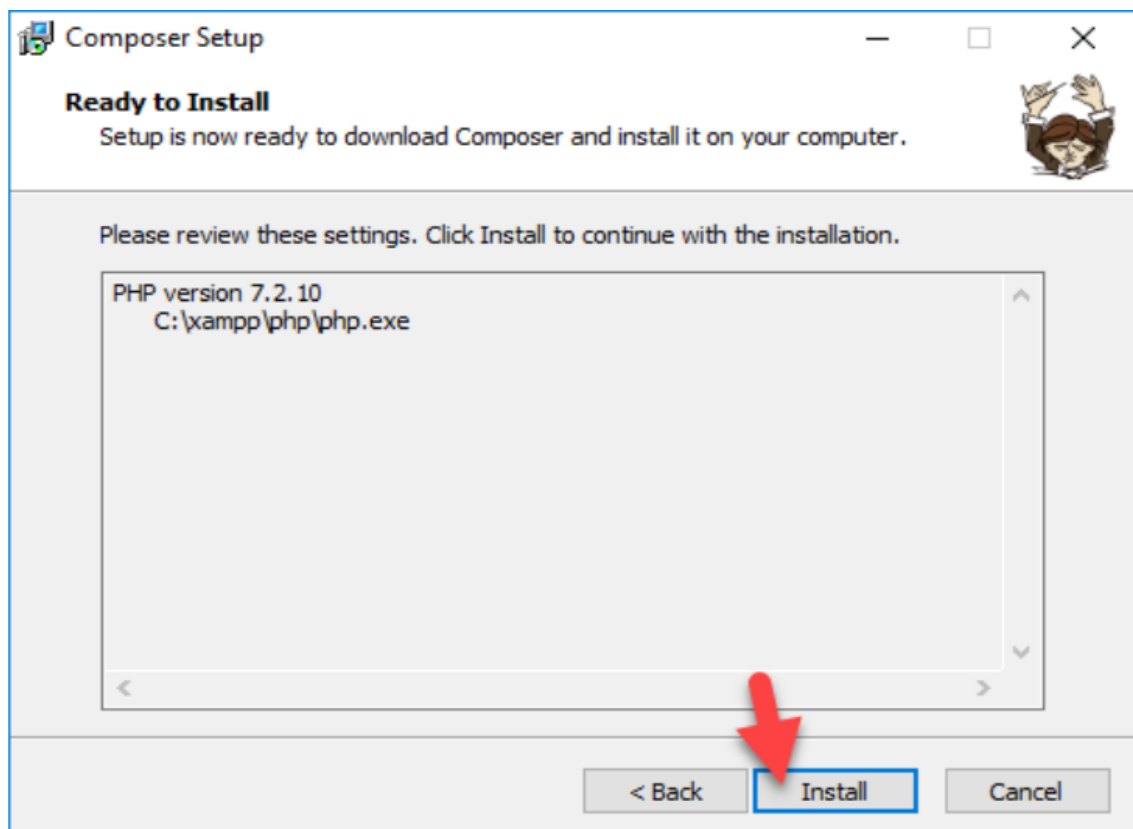 Composer Setup
Ready to Install
Setup is now ready to download Composer and install it on your computer.
Please review these settings. Click Install to continue with the installation.
PHP version 7.2.10
C:\xampp\php\php.exe
< Back
Install
Cancel